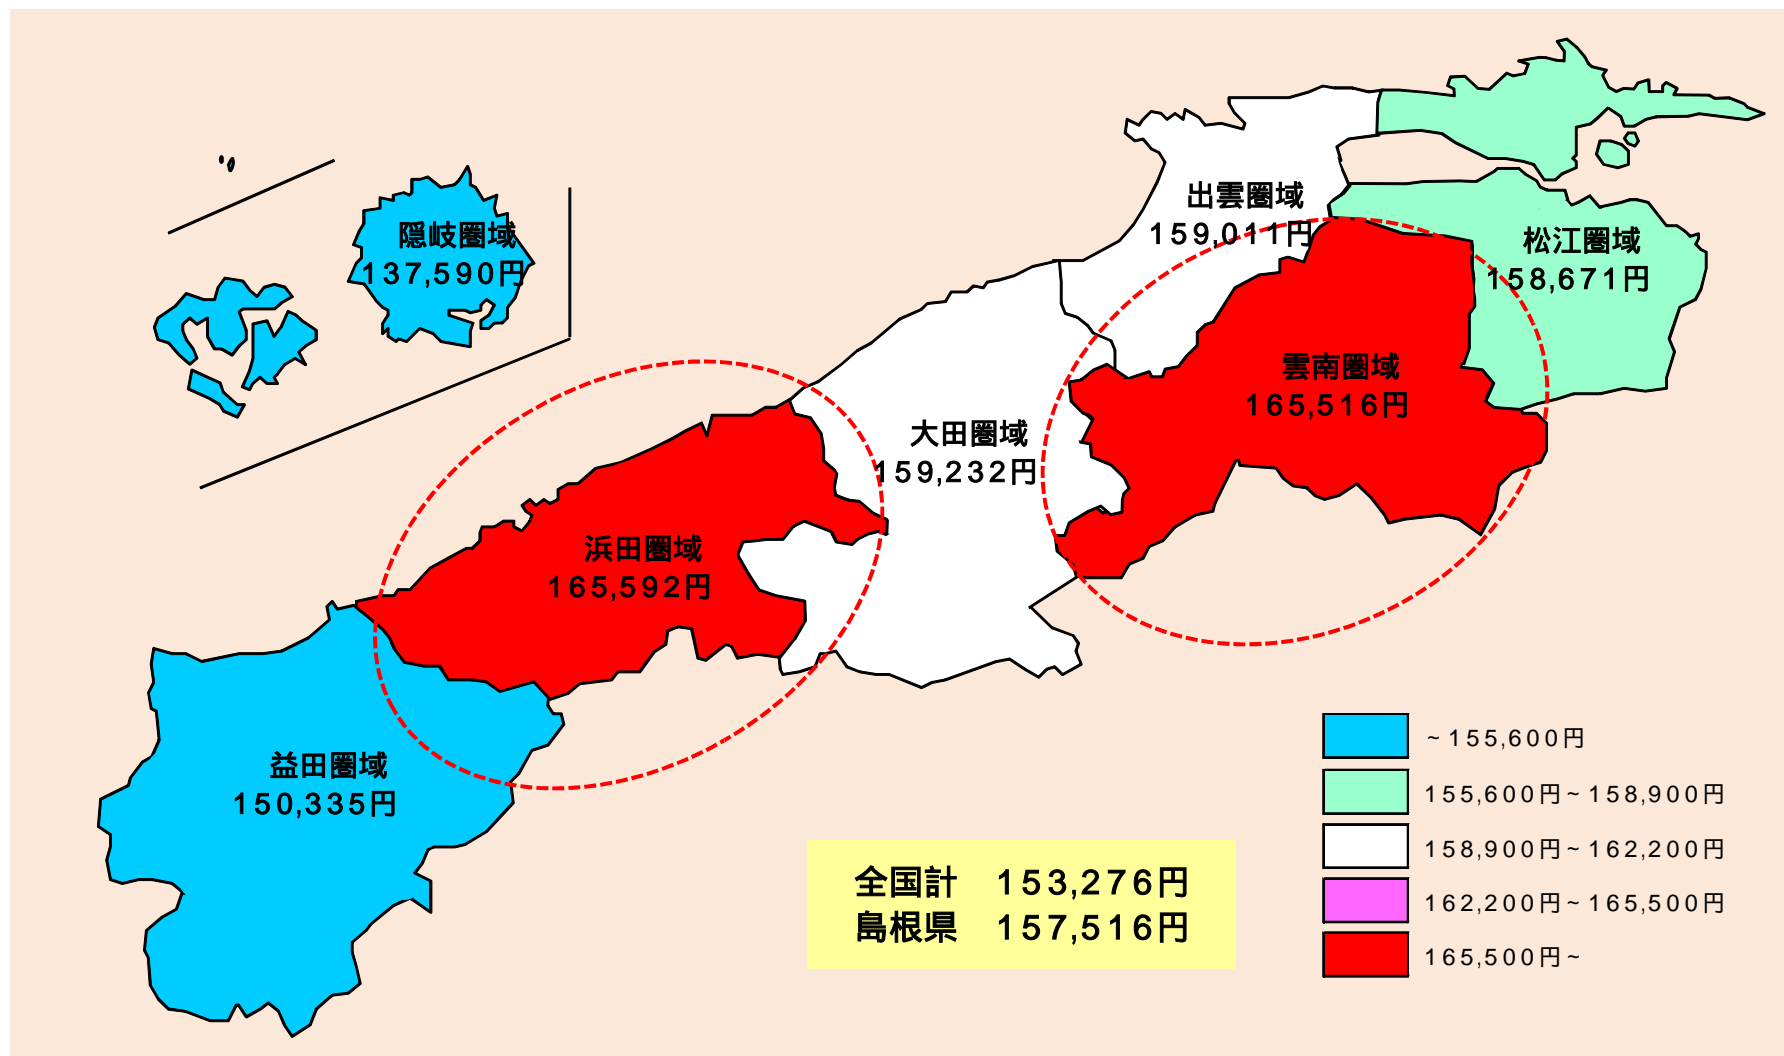 出雲圏域
159,011円
隠岐圏域
137,590円
松江圏域
158,671円
雲南圏域
165,516円
大田圏域
159,232円
浜田圏域
165,592円
益田圏域
150,335円
全国計　153,276円
島根県　157,516円
~155,600円
155,600円~158,900円
158,900円~162,200円
162,200円~165,500円
165,500円~